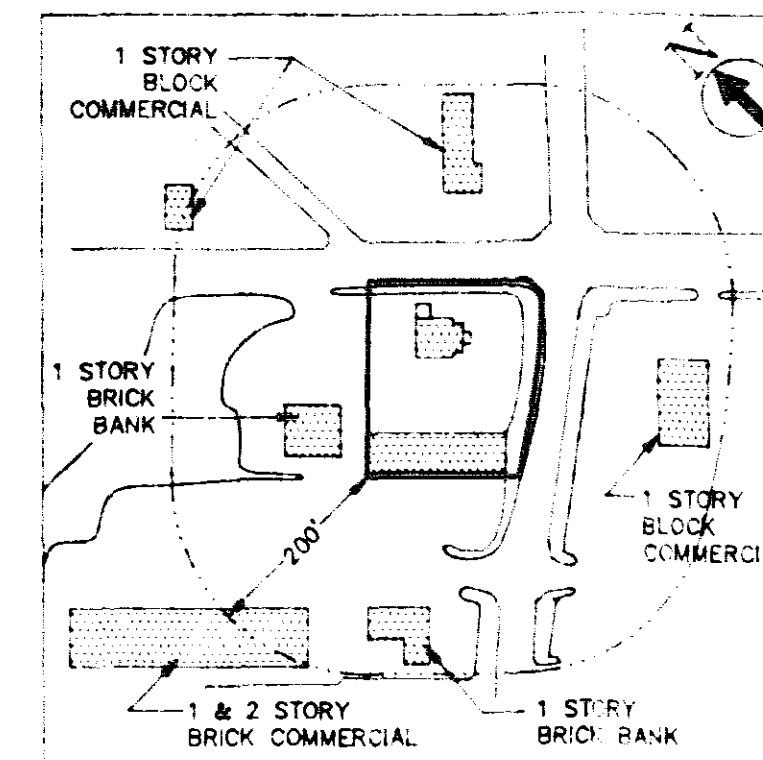 1 STORY
BLOCK
COMMERCIAL
1 STORY
BRICK
BANK
200'
1 STORY
BLOCK
COMMERCI
1 & 2 STORY
BRICK COMMERCIAL
1 STORY
BRICK BANK